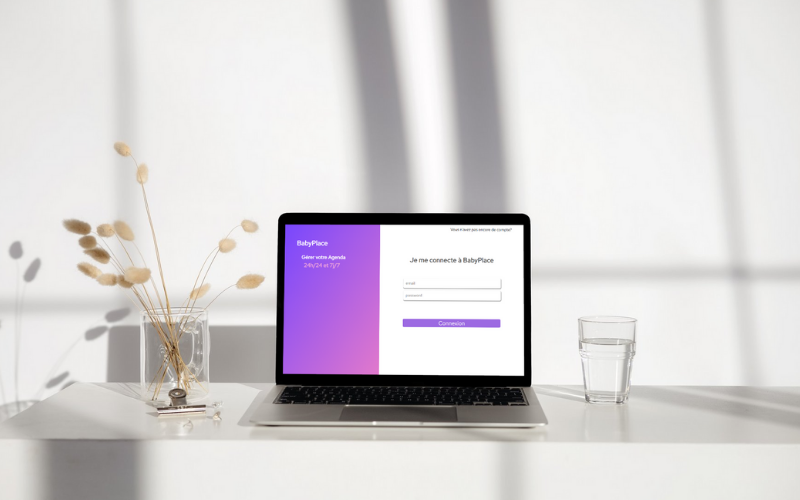 BabyPlace
Gérer votre Agenda
24h/24 et 7j/7
Vous n'avez pas encore de compte?
Je me connecte à BabyPlace
email
password
Connexion